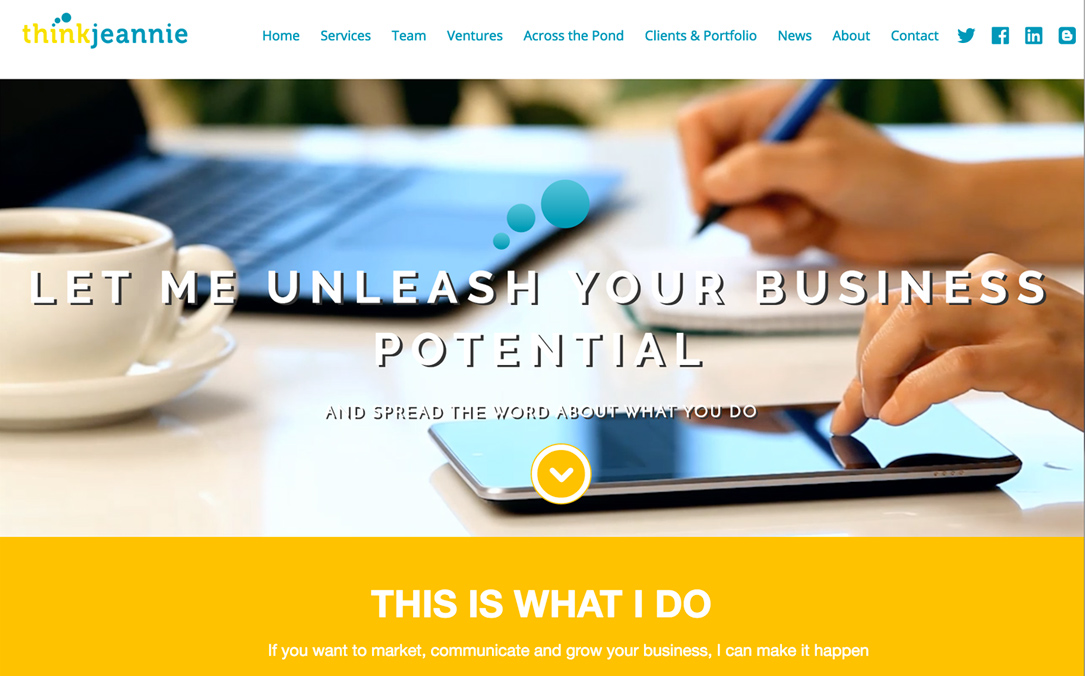 thinkjeannie
Home Services Team Ventures Across the Pond Clients & Portfolio News About Contact
LET ME UNLEASH YOUR BUSINESS
POTENTIAL
AND SPREAD THE WORD ABOUT WHAT YOU DO
THIS IS WHAT I DO
If you want to market, communicate and grow your business, I can make it happen